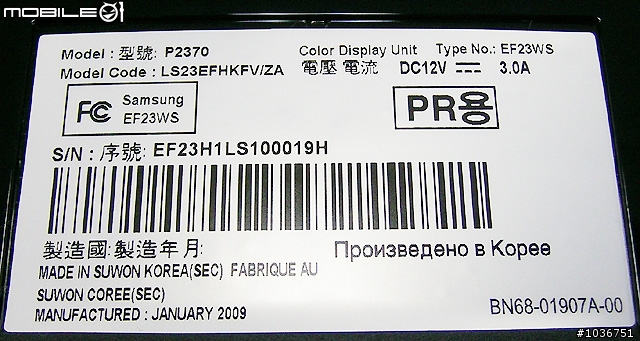 MOBILE01
Model : 型號: P2370
Color Display Unit Type No.: EF23WS
Model Code : LS23EFHKFV/ZA
電壓 電流 DC12V ⎓ 3.0A
FC Samsung
EF23WS
PR용
S/N : 序號: EF23H1LS100019H
製造國: 製造年月:
Произведено в Корее
MADE IN SUWON KOREA(SEC) FABRIQUE AU
SUWON COREE(SEC)
MANUFACTURED : JANUARY 2009
BN68-01907A-00
#1036751